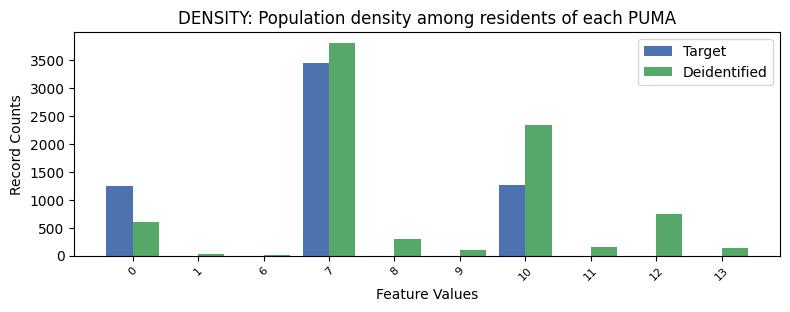 DENSITY: Population density among residents of each PUMA
Target
Deidentified
Record Counts
3500
3000
2500
2000
1500
1000
500
0
0 1 6 7 8 9 10 11 12 13
Feature Values